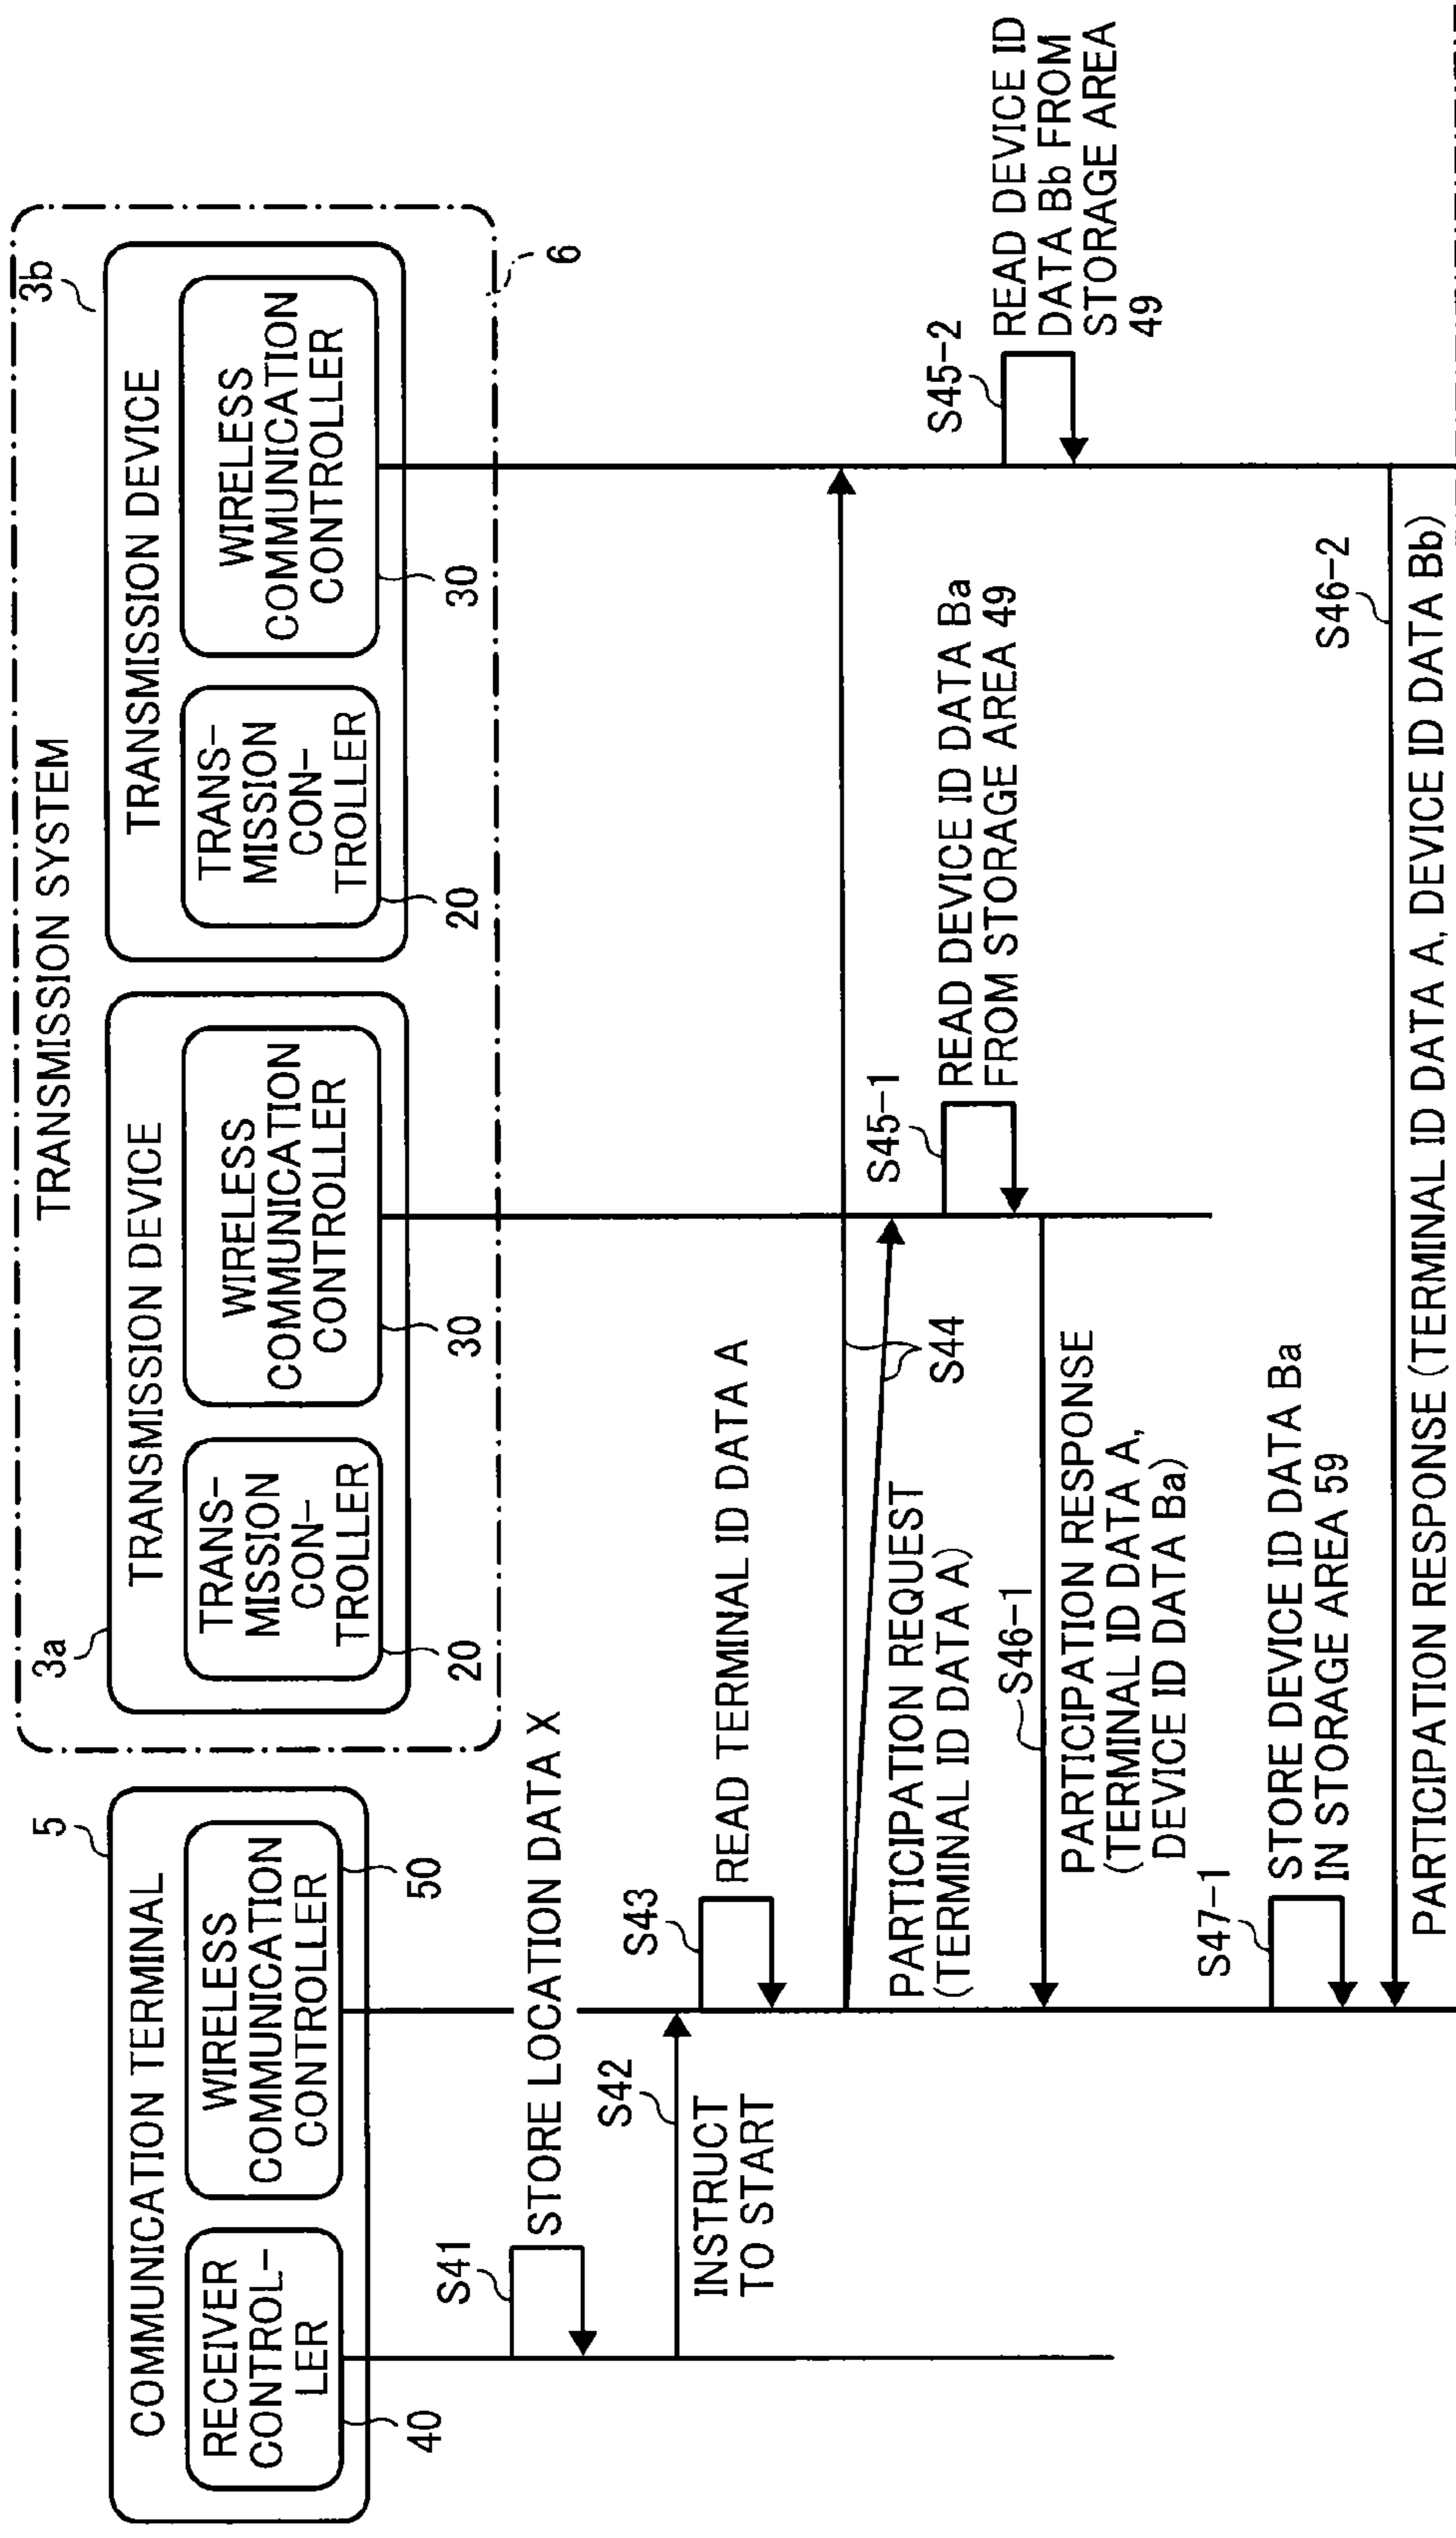 TRANSMISSION SYSTEM
6
COMMUNICATION TERMINAL
5
RECEIVER
CONTROL-
LER
40
WIRELESS
COMMUNICATION
CONTROLLER
50
TRANSMISSION DEVICE
3a
TRANS-
MISSION
CON-
TROLLER
20
WIRELESS
COMMUNICATION
CONTROLLER
30
TRANSMISSION DEVICE
3b
TRANS-
MISSION
CON-
TROLLER
20
WIRELESS
COMMUNICATION
CONTROLLER
30
S41
STORE LOCATION DATA X
S42
INSTRUCT
TO START
S43
READ TERMINAL ID DATA A
S44
PARTICIPATION REQUEST
(TERMINAL ID DATA A)
S45-1
READ DEVICE ID DATA Ba
FROM STORAGE AREA 49
S45-2
READ DEVICE ID
DATA Bb FROM
STORAGE AREA
49
S46-1
PARTICIPATION RESPONSE
(TERMINAL ID DATA A,
DEVICE ID DATA Ba)
S47-1
STORE DEVICE ID DATA Ba
IN STORAGE AREA 59
S46-2
PARTICIPATION RESPONSE (TERMINAL ID DATA A, DEVICE ID DATA Bb)